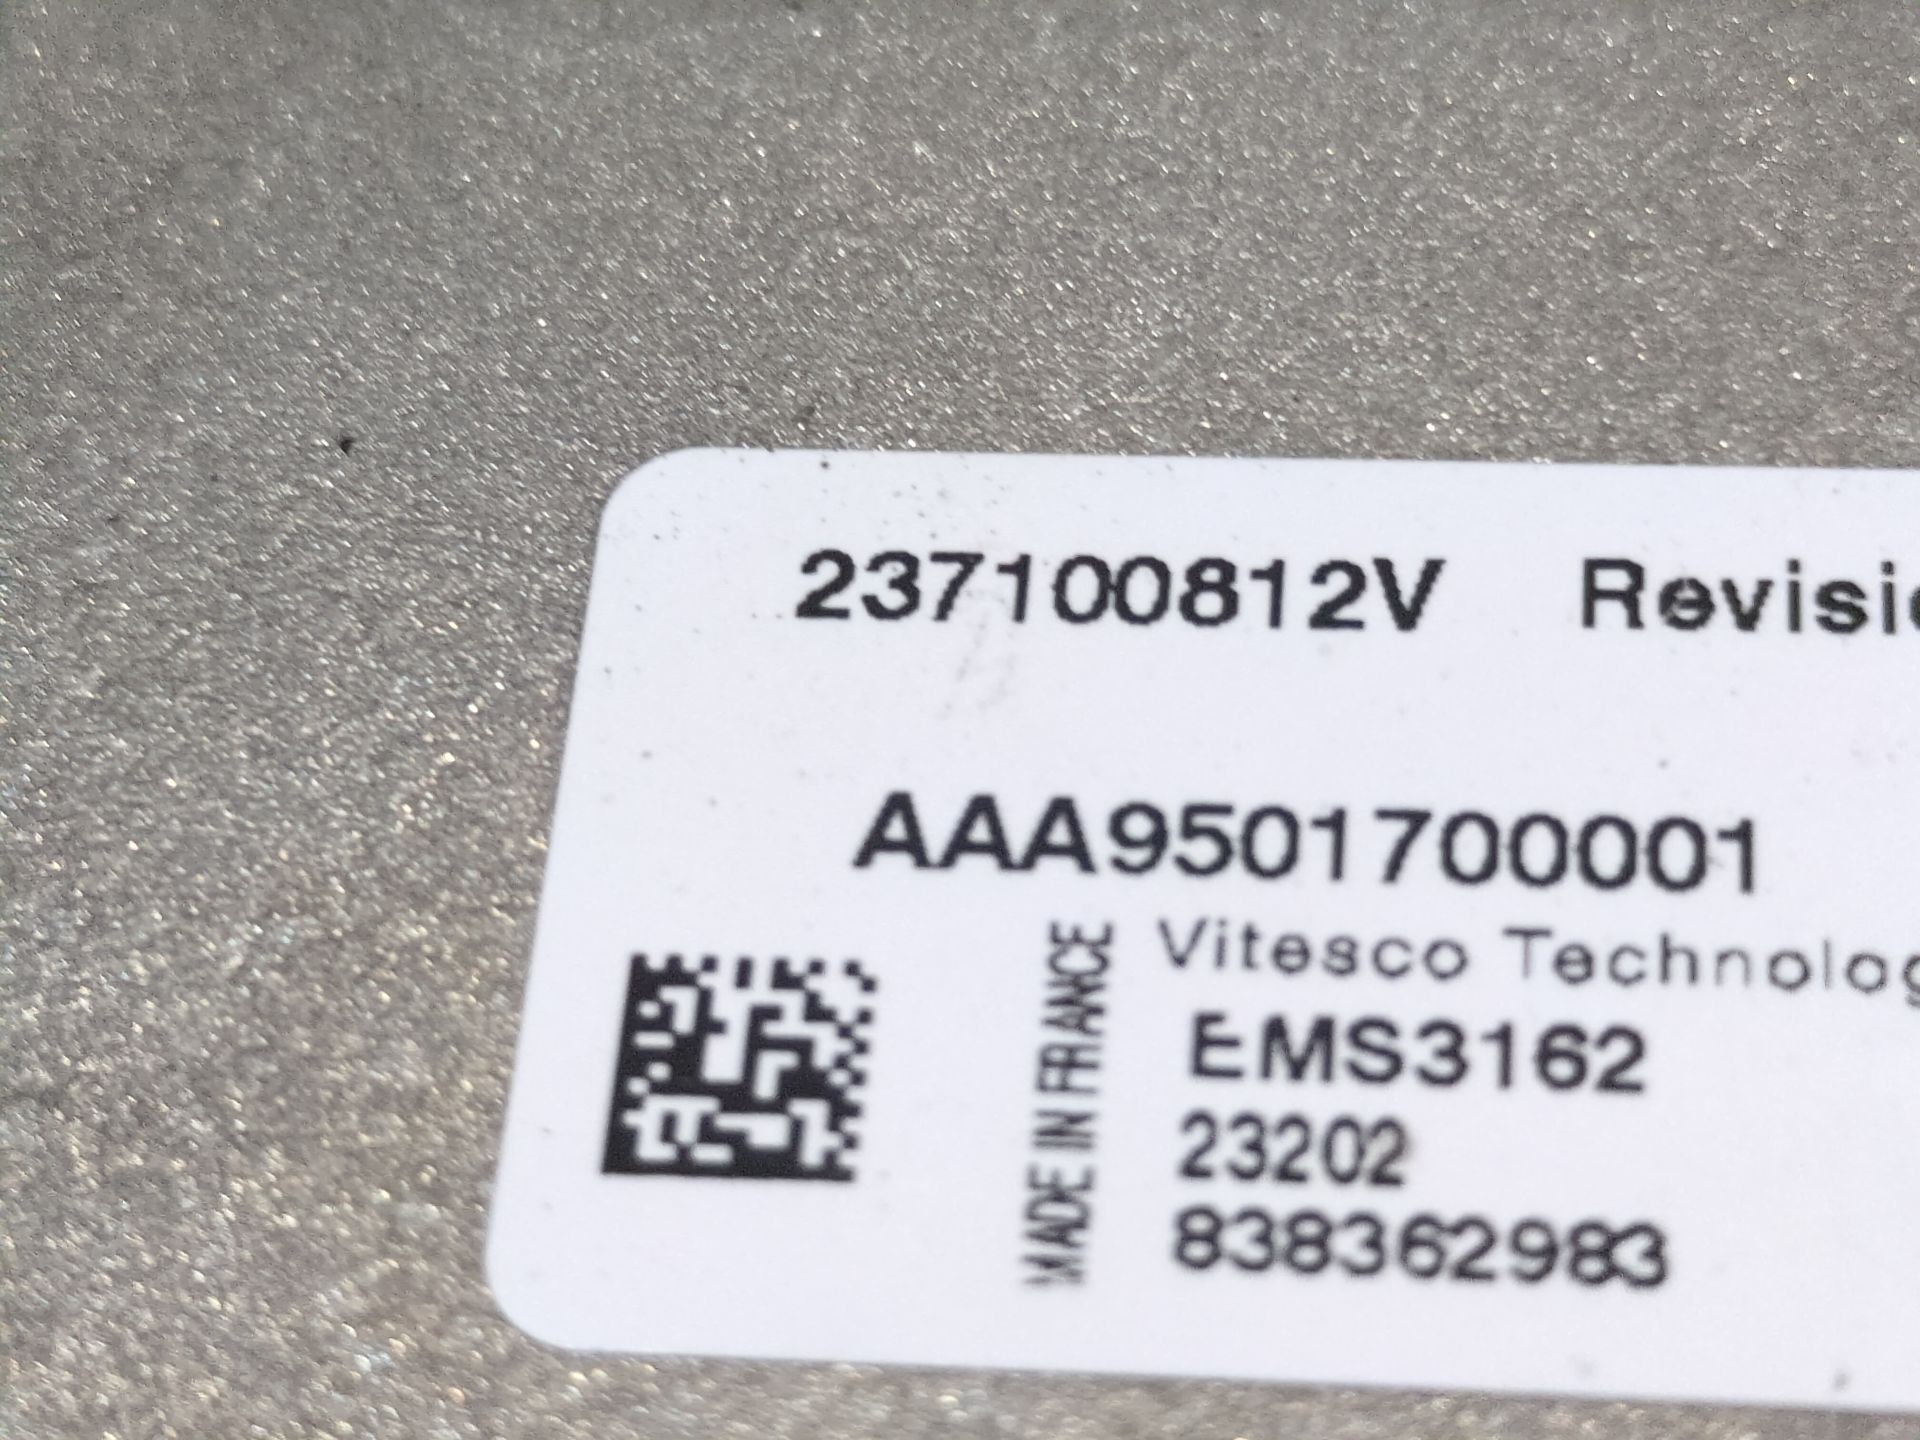 237100812V Revisi
AAA9501700001
Vitesco Technolog
EMS3162
23202
838362983
MADE IN FRANCE